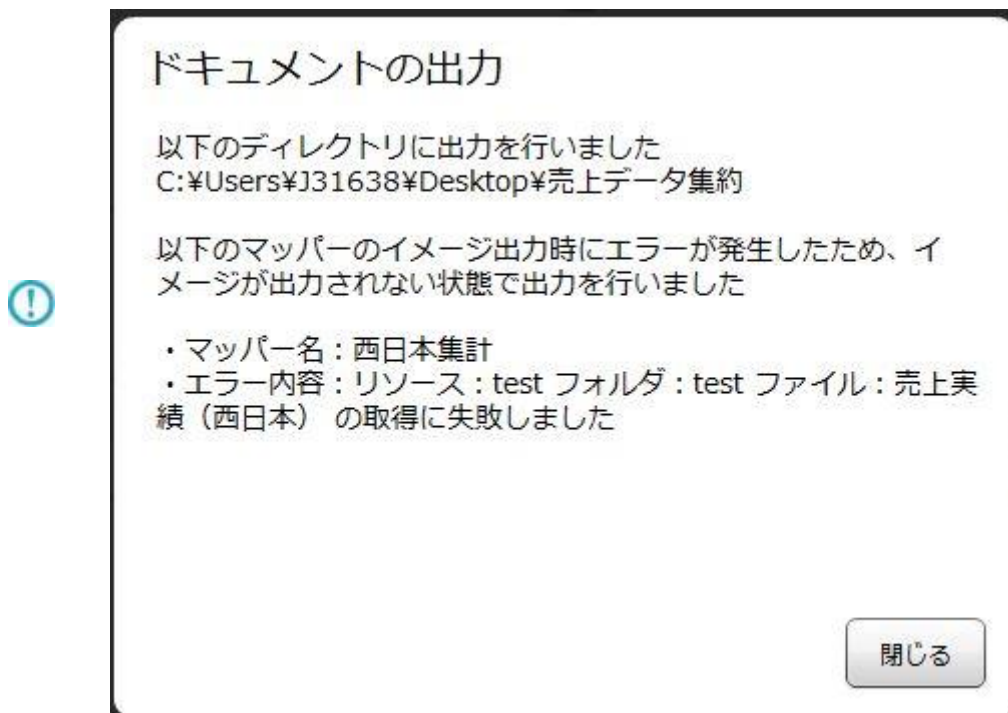 ドキュメントの出力
以下のディレクトリに出力を行いました
C:¥Users¥J31638¥Desktop¥売上データ集約
以下のマッパーのイメージ出力時にエラーが発生したため、イ
メージが出力されない状態で出力を行いました
・マッパー名：西日本集計
・エラー内容：リソース：test フォルダ：test ファイル：売上実
績（西日本） の取得に失敗しました
閉じる